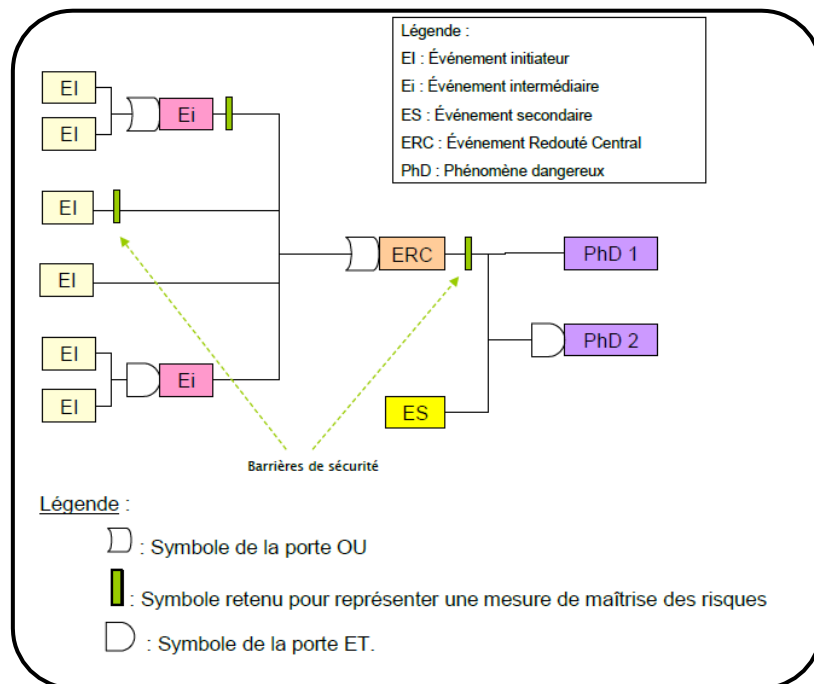 Légende :
EI : Événement initiateur
Ei : Événement intermédiaire
ES : Événement secondaire
ERC : Événement Redouté Central
PhD : Phénomène dangereux
EI
EI
Ei
EI
EI
EI
EI
Ei
ERC
PhD 1
PhD 2
ES
Barrières de sécurité
Légende :
: Symbole de la porte OU
: Symbole retenu pour représenter une mesure de maîtrise des risques
: Symbole de la porte ET.